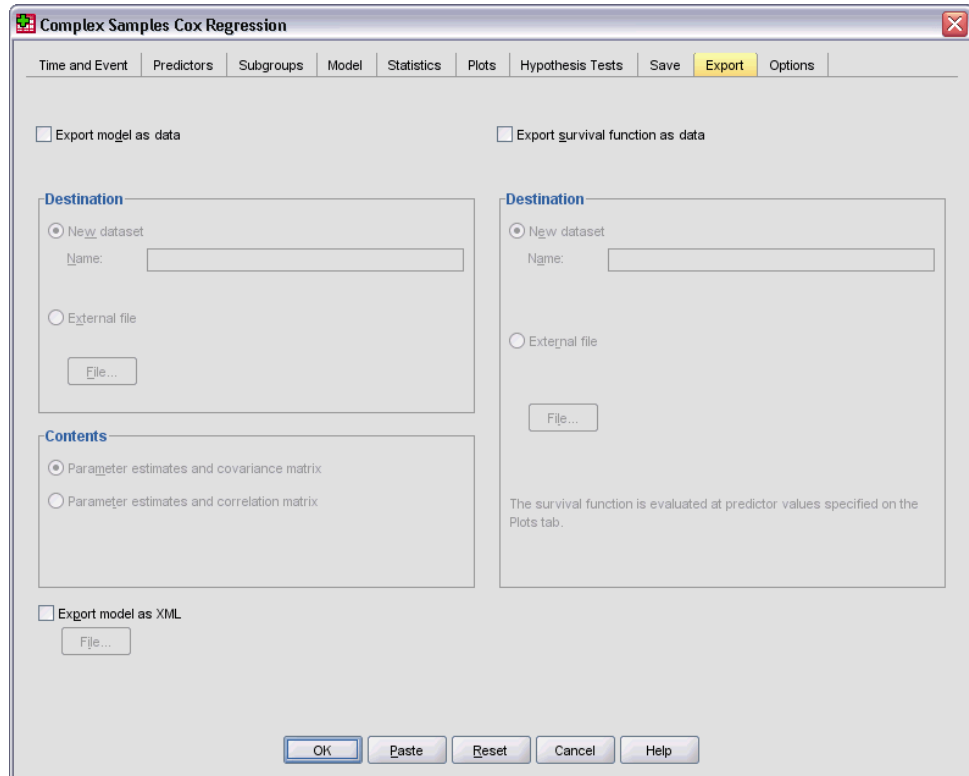 Complex Samples Cox Regression
Time and Event Predictors Subgroups Model Statistics Plots Hypothesis Tests Save Export Options
Export model as data
Destination
New dataset
Name:
External file
File...
Contents
Parameter estimates and covariance matrix
Parameter estimates and correlation matrix
Export model as XML
File...
Export survival function as data
Destination
New dataset
Name:
External file
File...
The survival function is evaluated at predictor values specified on the
Plots tab.
OK Paste Reset Cancel Help